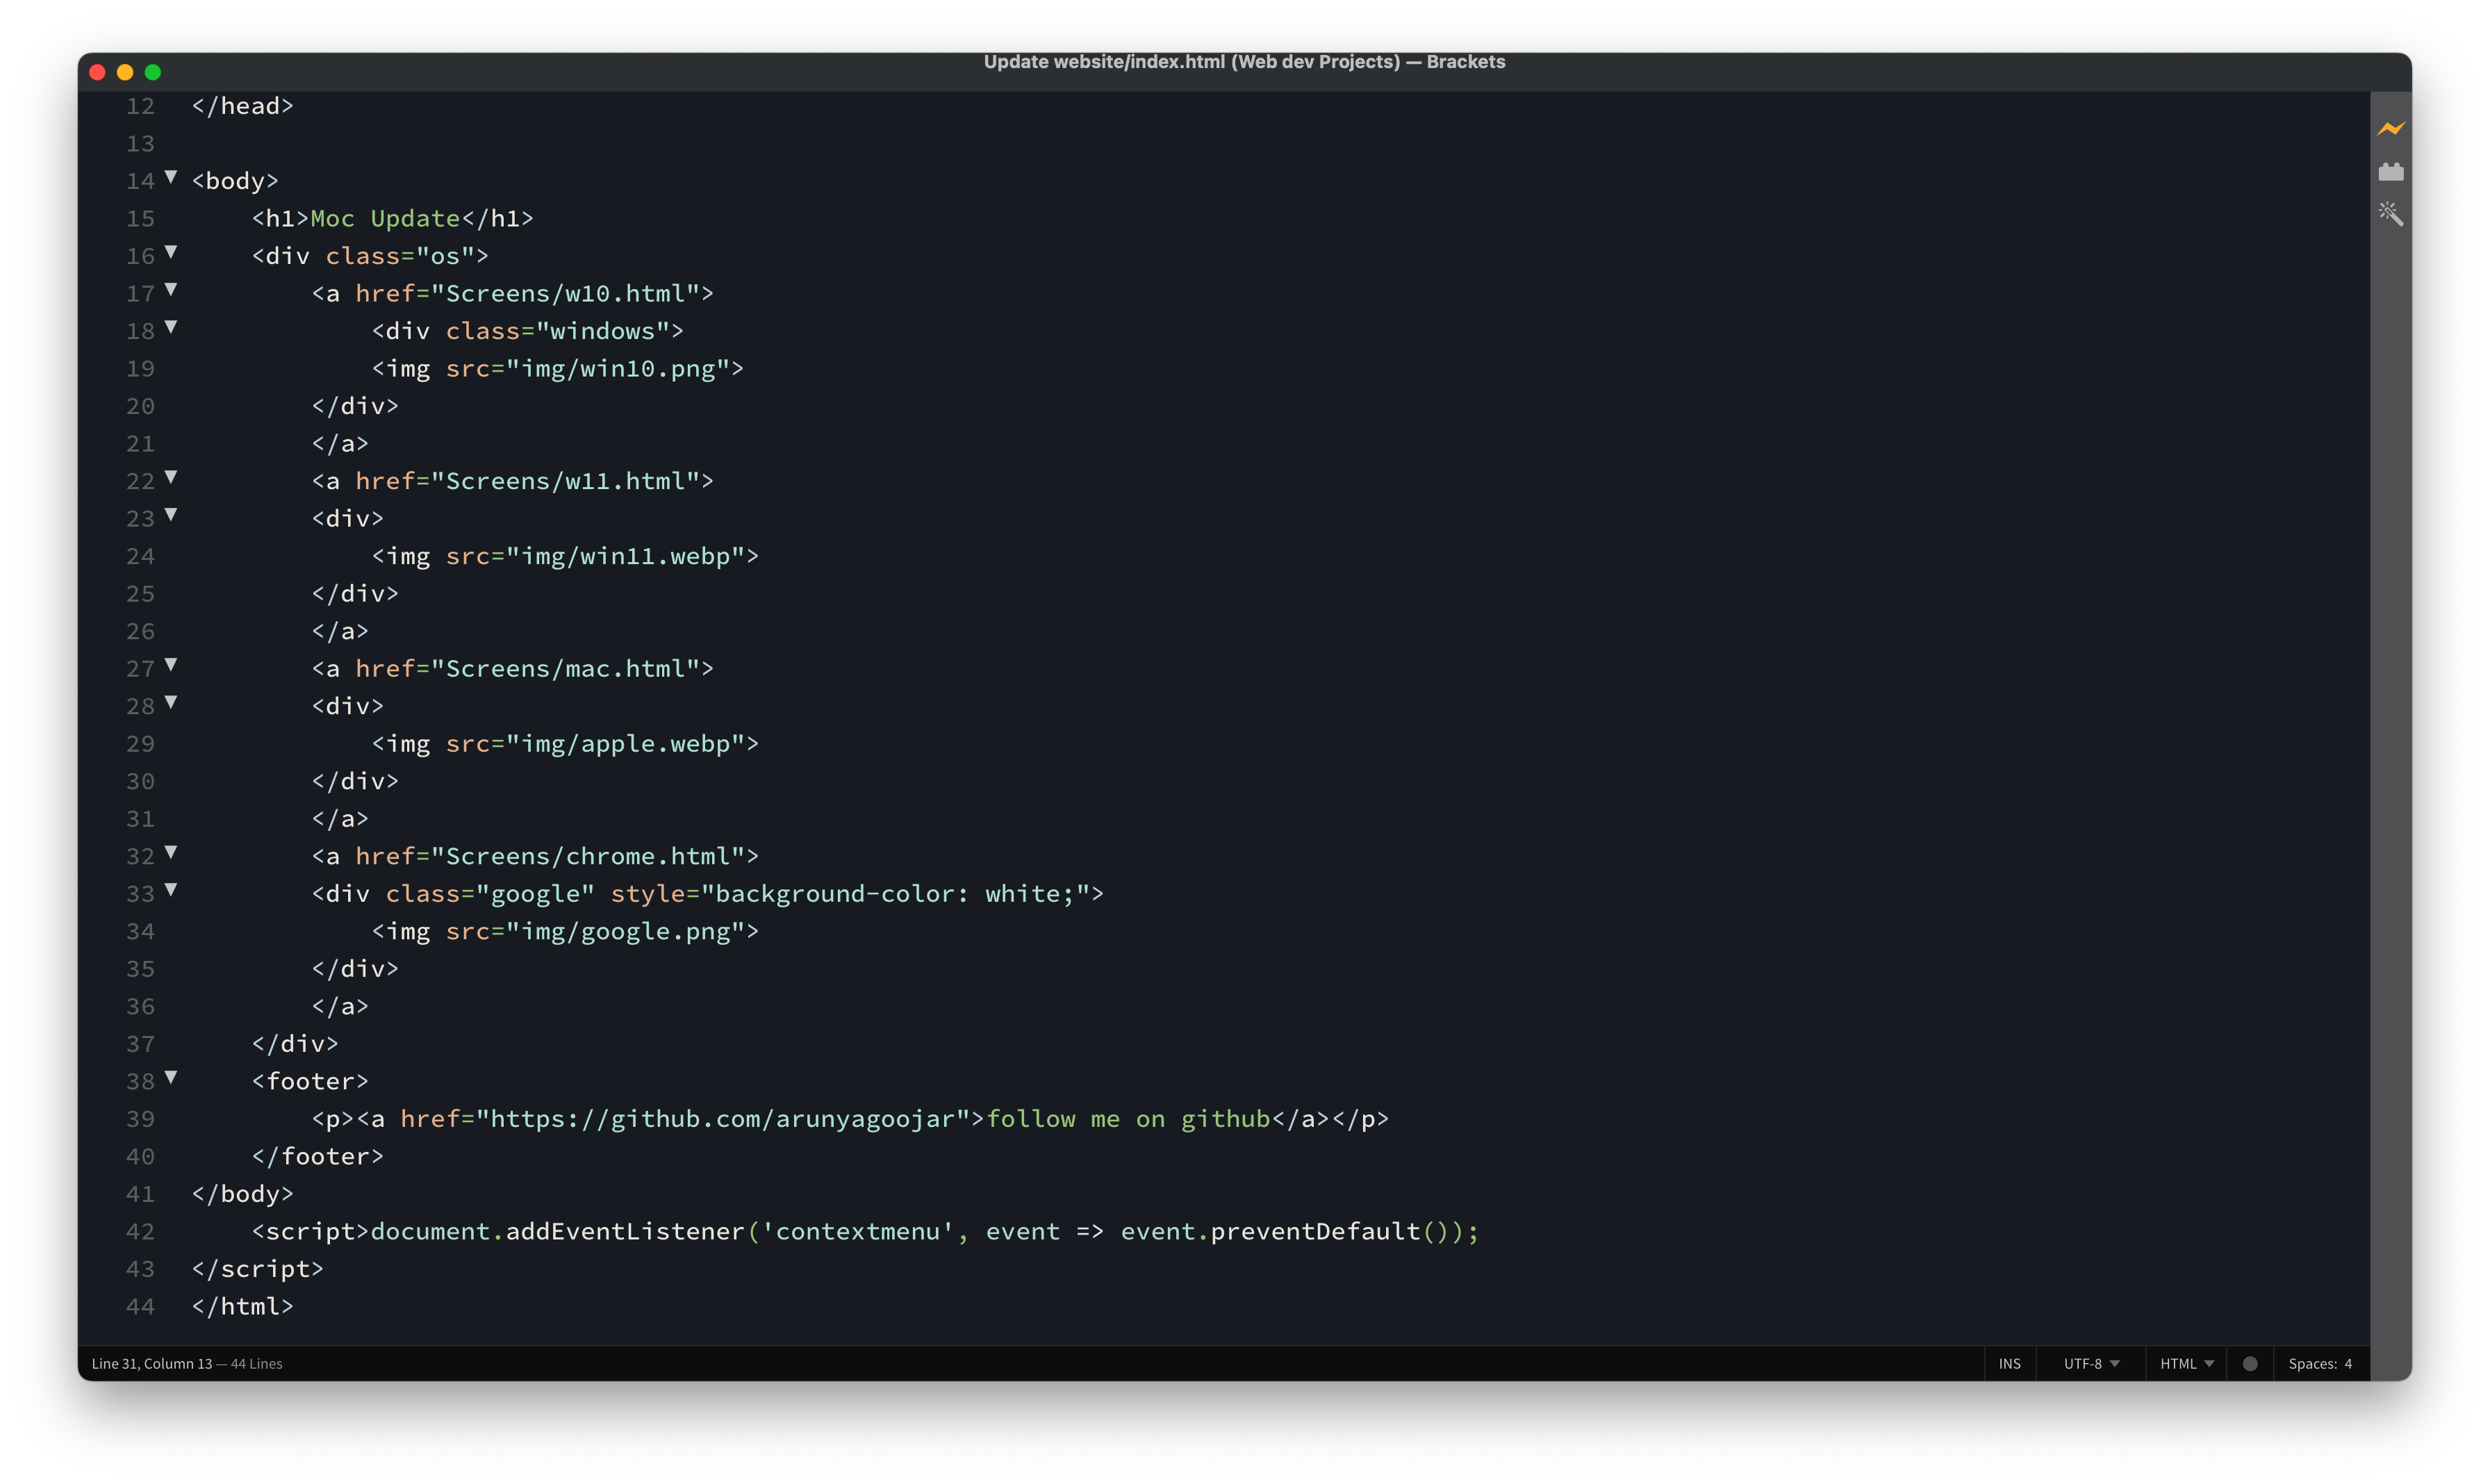 Update website/index.html (Web dev Projects) — Brackets
12 </head>
13
14 <body>
15     <h1>Moc Update</h1>
16     <div class="os">
17         <a href="Screens/w10.html">
18             <div class="windows">
19             <img src="img/win10.png">
20         </div>
21         </a>
22         <a href="Screens/w11.html">
23         <div>
24             <img src="img/win11.webp">
25         </div>
26         </a>
27         <a href="Screens/mac.html">
28         <div>
29             <img src="img/apple.webp">
30         </div>
31         </a>
32         <a href="Screens/chrome.html">
33         <div class="google" style="background-color: white;">
34             <img src="img/google.png">
35         </div>
36         </a>
37     </div>
38     <footer>
39         <p><a href="https://github.com/arunyagoojar">follow me on github</a></p>
40     </footer>
41 </body>
42     <script>document.addEventListener('contextmenu', event => event.preventDefault());
43 </script>
44 </html>
Line 31, Column 13 — 44 Lines INS UTF-8 HTML Spaces: 4